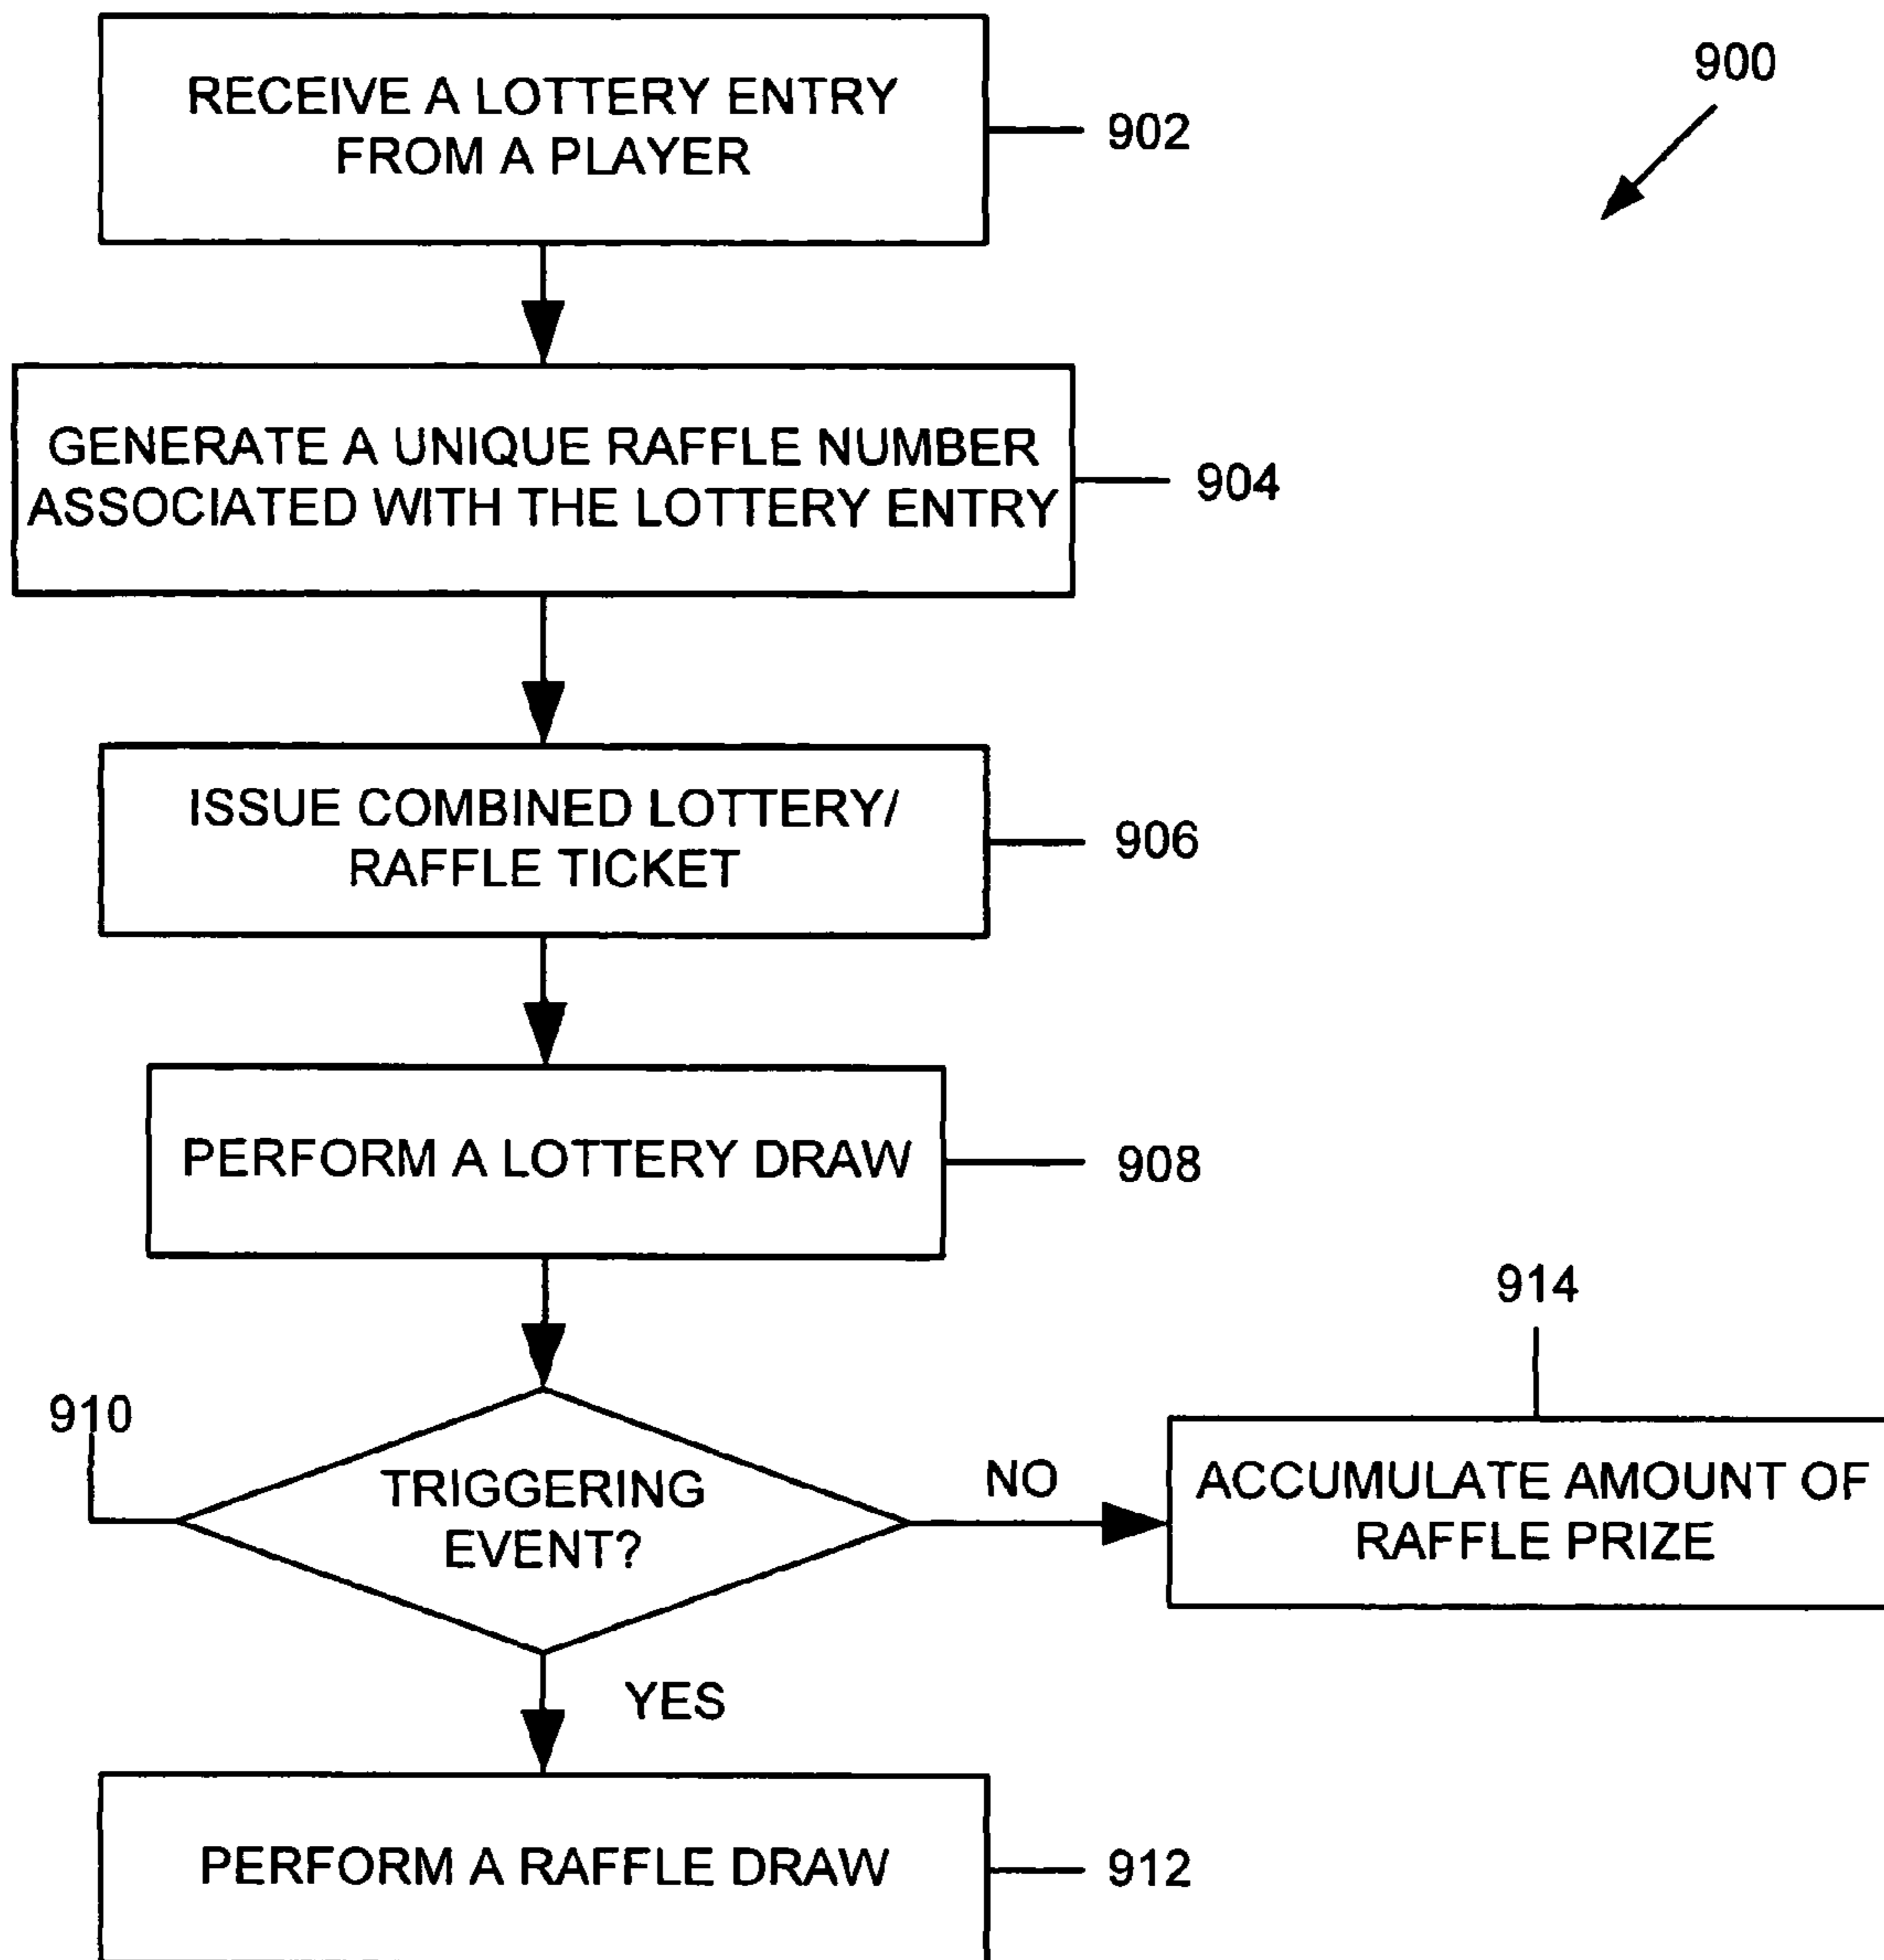 900
RECEIVE A LOTTERY ENTRY
FROM A PLAYER
902
GENERATE A UNIQUE RAFFLE NUMBER
ASSOCIATED WITH THE LOTTERY ENTRY
904
ISSUE COMBINED LOTTERY/
RAFFLE TICKET
906
PERFORM A LOTTERY DRAW
908
910
TRIGGERING
EVENT?
NO
914
ACCUMULATE AMOUNT OF
RAFFLE PRIZE
YES
PERFORM A RAFFLE DRAW
912